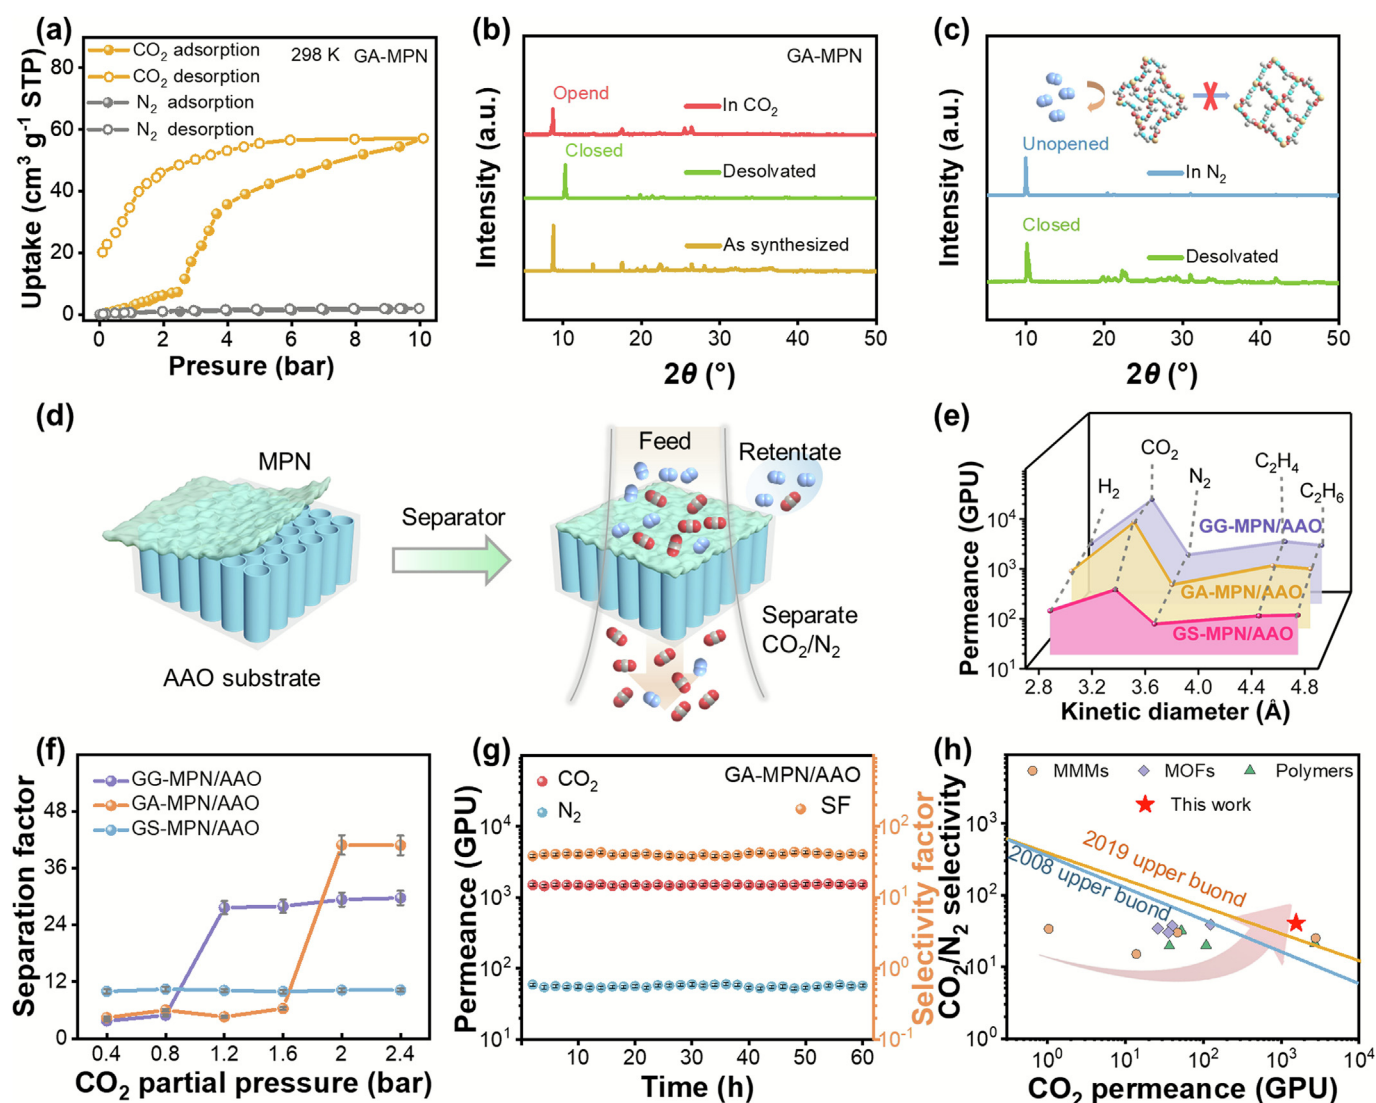 (a)
CO2 adsorption
298 K GA-MPN
CO2 desorption
N2 adsorption
N2 desorption
80
60
40
20
0
0 2 4 6 8 10
Uptake (cm3 g-1 STP)
Presure (bar)
(b)
GA-MPN
Opend
In CO2
Closed
Desolvated
As synthesized
Intensity (a.u.)
10 20 30 40 50
2θ (°)
(c)
Unopened
In N2
Closed
Desolvated
Intensity (a.u.)
10 20 30 40 50
2θ (°)
(d)
MPN
AAO substrate
Separator
Feed
Retentate
Separate
CO2/N2
(e)
H2
CO2
N2
C2H4
C2H6
GG-MPN/AAO
GA-MPN/AAO
GS-MPN/AAO
Permeance (GPU)
10^4
10^3
10^2
10^1
2.8 3.2 3.6 4.0 4.4 4.8
Kinetic diameter (Å)
(f)
GG-MPN/AAO
GA-MPN/AAO
GS-MPN/AAO
Separation factor
60
48
36
24
12
0
0.4 0.8 1.2 1.6 2 2.4
CO2 partial pressure (bar)
(g)
CO2
GA-MPN/AAO
N2
SF
Permeance (GPU)
10^4
10^3
10^2
10^1
10^2
10^1
10^0
10^-1
Selectivity factor
10 20 30 40 50 60
Time (h)
(h)
MMMs
MOFs
Polymers
This work
2019 upper buond
2008 upper buond
CO2/N2 selectivity
10^3
10^2
10^1
10^0
10^0 10^1 10^2 10^3 10^4
CO2 permeance (GPU)